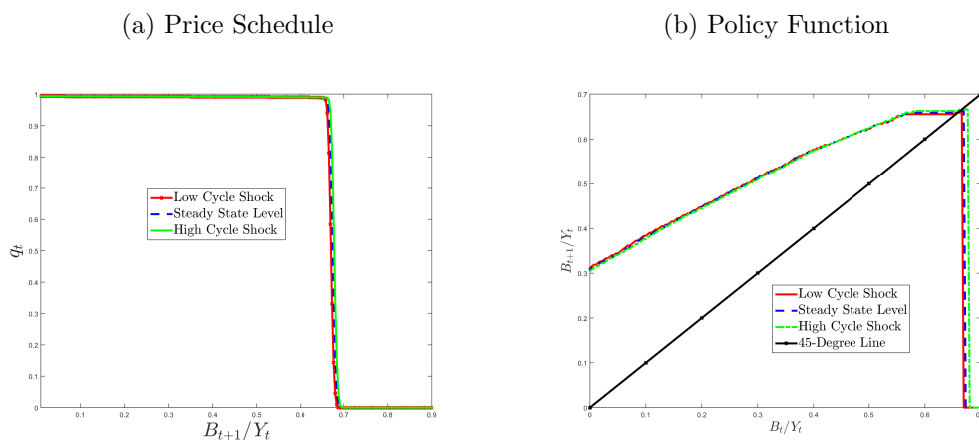 (a) Price Schedule
(b) Policy Function
1
0.9
0.8
0.7
0.6
0.5
0.4
0.3
0.2
0.1
0
q_t
Low Cycle Shock
Steady State Level
High Cycle Shock
0.1 0.2 0.3 0.4 0.5 0.6 0.7 0.8 0.9
B_{t+1}/Y_t
0.7
0.6
0.5
0.4
0.3
0.2
0.1
0
B_{t+1}/Y_t
Low Cycle Shock
Steady State Level
High Cycle Shock
45-Degree Line
0 0.1 0.2 0.3 0.4 0.5 0.6 0.7
B_t/Y_t